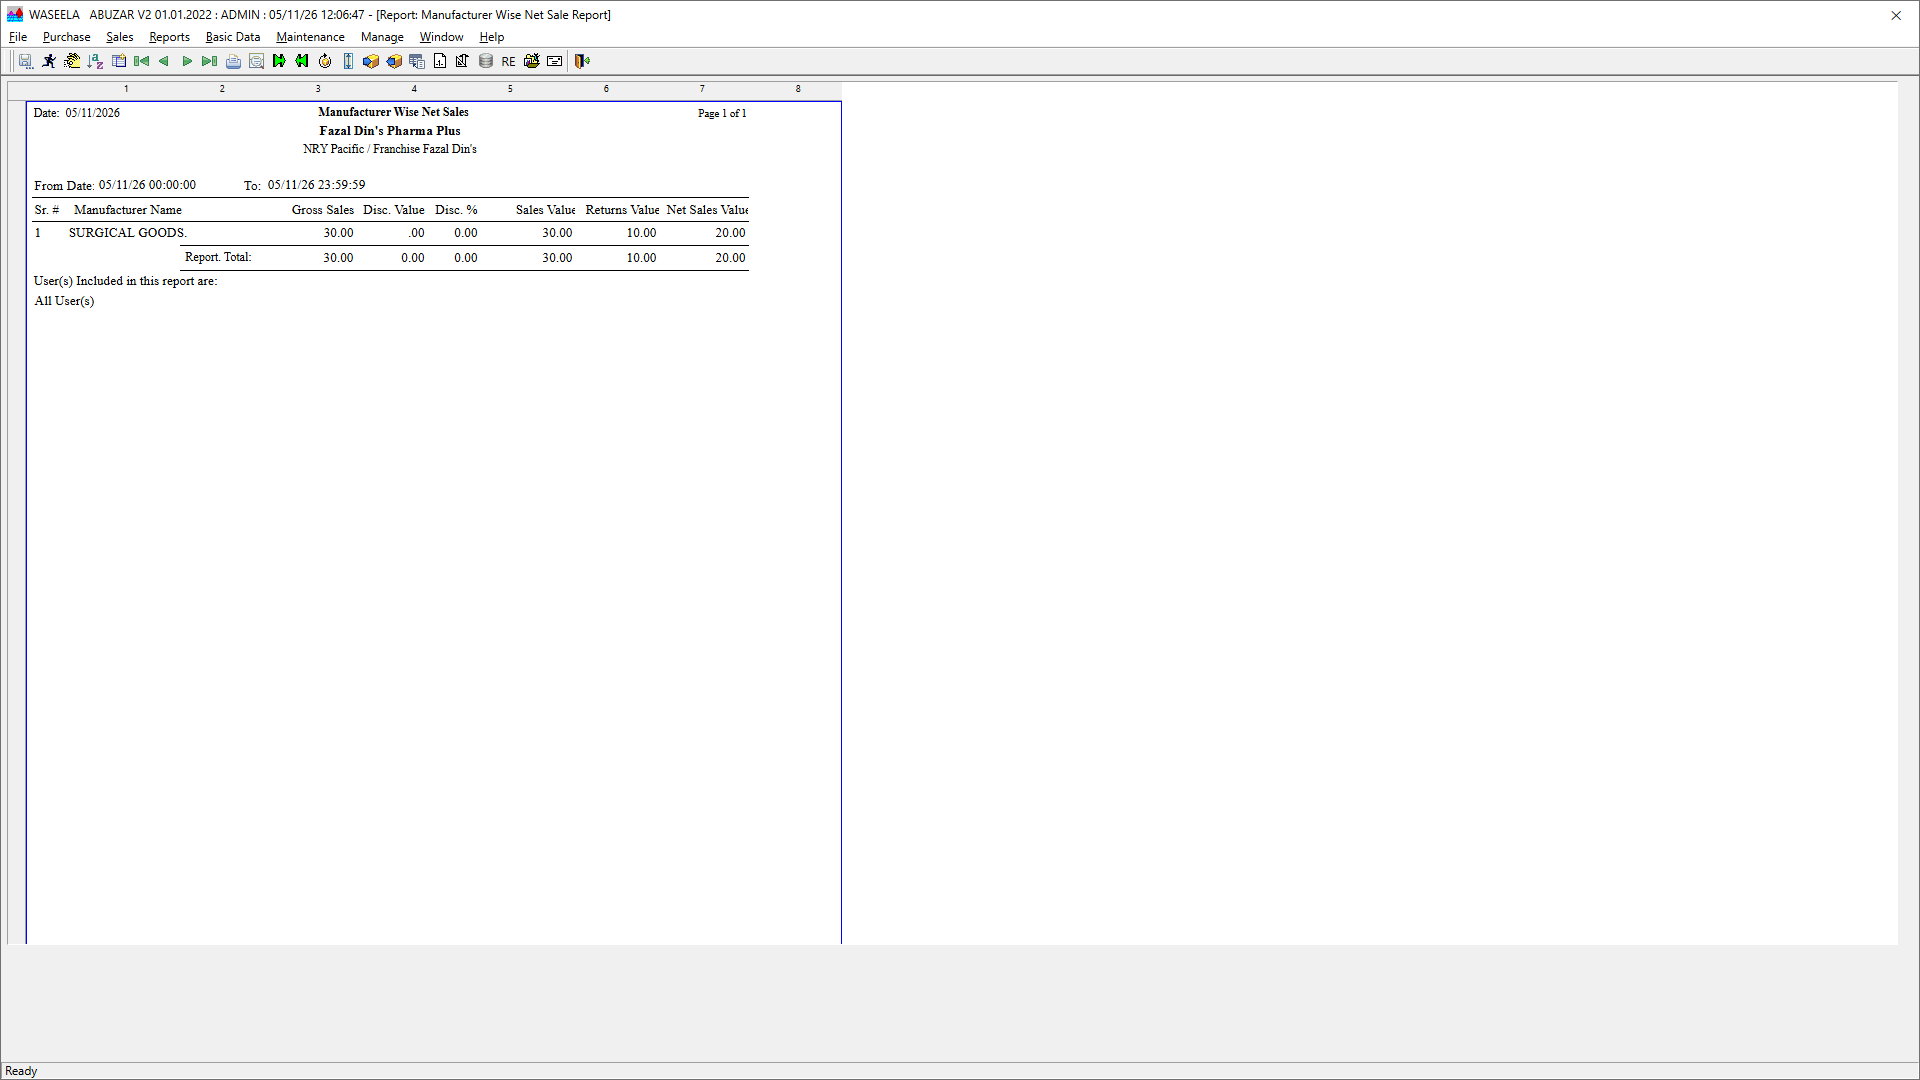 WASEELA   ABUZAR V2 01.01.2022 : ADMIN : 05/11/26 12:06:47 - [Report: Manufacturer Wise Net Sale Report]
File Purchase Sales Reports Basic Data Maintenance Manage Window Help
RE
1 2 3 4 5 6 7 8
Date: 05/11/2026 Manufacturer Wise Net Sales Page 1 of 1
Fazal Din's Pharma Plus
NRY Pacific / Franchise Fazal Din's
From Date: 05/11/26 00:00:00 To: 05/11/26 23:59:59
Sr. # Manufacturer Name Gross Sales Disc. Value Disc. % Sales Value Returns Value Net Sales Value
1 SURGICAL GOODS. 30.00 .00 0.00 30.00 10.00 20.00
Report. Total: 30.00 0.00 0.00 30.00 10.00 20.00
User(s) Included in this report are:
All User(s)
Ready